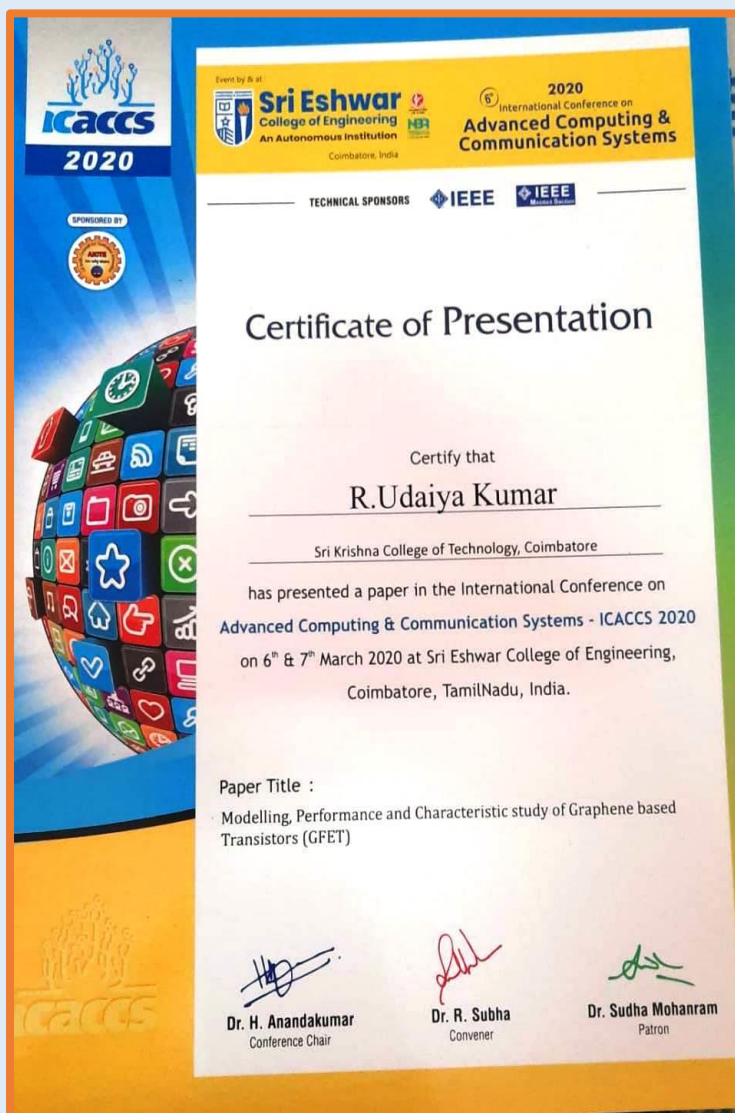 icaccs
2020
SPONSORED BY
AICTE
Event by & at
Sri Eshwar
College of Engineering
An Autonomous Institution
Coimbatore, India
NBA
6th
2020
International Conference on
Advanced Computing &
Communication Systems
TECHNICAL SPONSORS
IEEE
IEEE
Madras Section
Certificate of Presentation
Certify that
R.Udaiya Kumar
Sri Krishna College of Technology, Coimbatore
has presented a paper in the International Conference on
Advanced Computing & Communication Systems - ICACCS 2020
on 6th & 7th March 2020 at Sri Eshwar College of Engineering,
Coimbatore, TamilNadu, India.
Paper Title :
Modelling, Performance and Characteristic study of Graphene based
Transistors (GFET)
Dr. H. Anandakumar
Conference Chair
Dr. R. Subha
Convener
Dr. Sudha Mohanram
Patron
icaccs